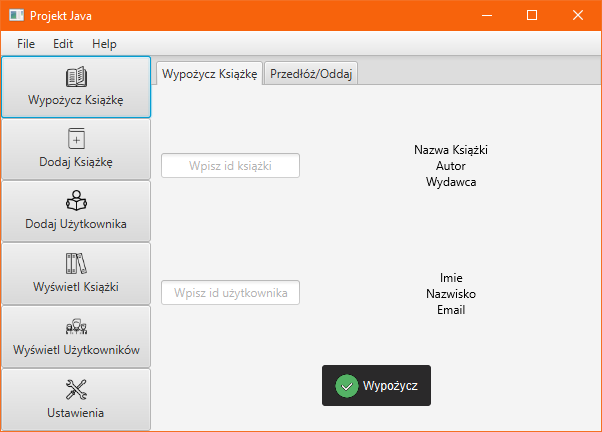 Projekt Java
File Edit Help
Wypożycz Książkę
Dodaj Książkę
Dodaj Użytkownika
Wyświetl Książki
Wyświetl Użytkowników
Ustawienia
Wypożycz Książkę Przedłóż/Oddaj
Wpisz id książki
Nazwa Książki
Autor
Wydawca
Wpisz id użytkownika
Imie
Nazwisko
Email
Wypożycz